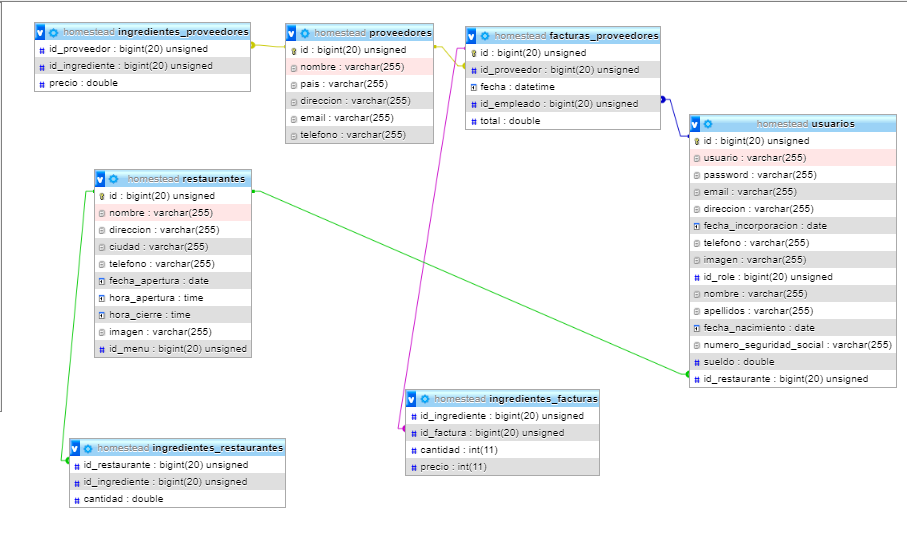 homestead ingredientes_proveedores
id_proveedor : bigint(20) unsigned
id_ingrediente : bigint(20) unsigned
precio : double
homestead proveedores
id : bigint(20) unsigned
nombre : varchar(255)
pais : varchar(255)
direccion : varchar(255)
email : varchar(255)
telefono : varchar(255)
homestead facturas_proveedores
id : bigint(20) unsigned
id_proveedor : bigint(20) unsigned
fecha : datetime
id_empleado : bigint(20) unsigned
total : double
homestead usuarios
id : bigint(20) unsigned
usuario : varchar(255)
password : varchar(255)
email : varchar(255)
direccion : varchar(255)
fecha_incorporacion : date
telefono : varchar(255)
imagen : varchar(255)
id_role : bigint(20) unsigned
nombre : varchar(255)
apellidos : varchar(255)
fecha_nacimiento : date
numero_seguridad_social : varchar(255)
sueldo : double
id_restaurante : bigint(20) unsigned
homestead restaurantes
id : bigint(20) unsigned
nombre : varchar(255)
direccion : varchar(255)
ciudad : varchar(255)
telefono : varchar(255)
fecha_apertura : date
hora_apertura : time
hora_cierre : time
imagen : varchar(255)
id_menu : bigint(20) unsigned
homestead ingredientes_facturas
id_ingrediente : bigint(20) unsigned
id_factura : bigint(20) unsigned
cantidad : int(11)
precio : int(11)
homestead ingredientes_restaurantes
id_restaurante : bigint(20) unsigned
id_ingrediente : bigint(20) unsigned
cantidad : double